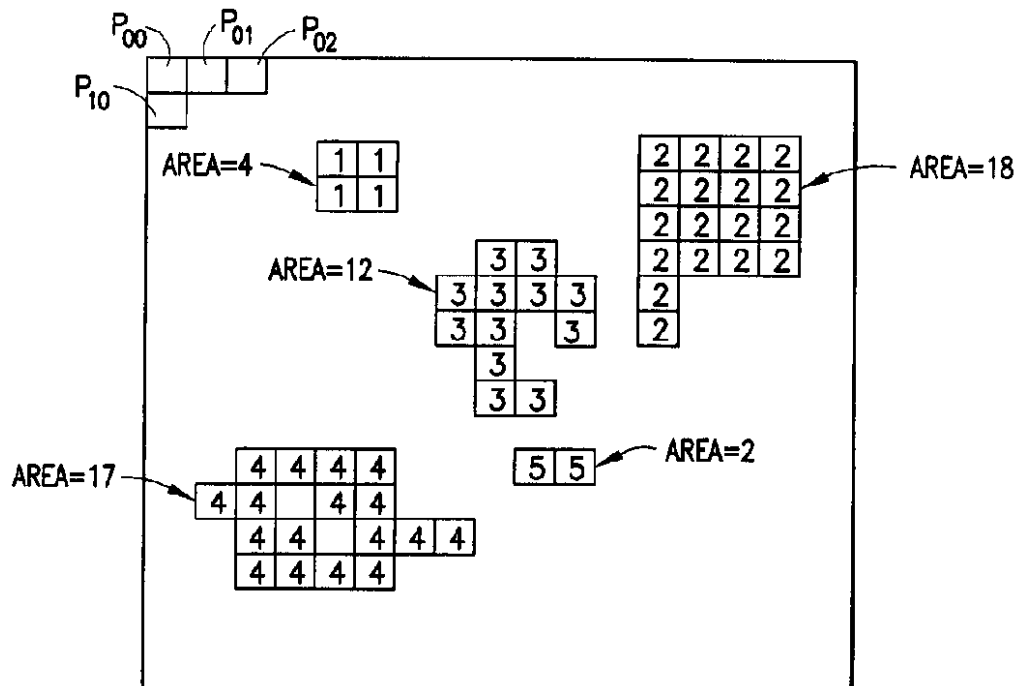 P00 P01 P02
P10
AREA=4
1 1
1 1
2 2 2 2
2 2 2 2
2 2 2 2
2 2 2 2
2
2
AREA=18
AREA=12
3 3
3 3 3 3
3 3 3
3
3 3
AREA=17
4 4 4 4
4 4 4 4
4 4 4 4 4
4 4 4 4
5 5
AREA=2